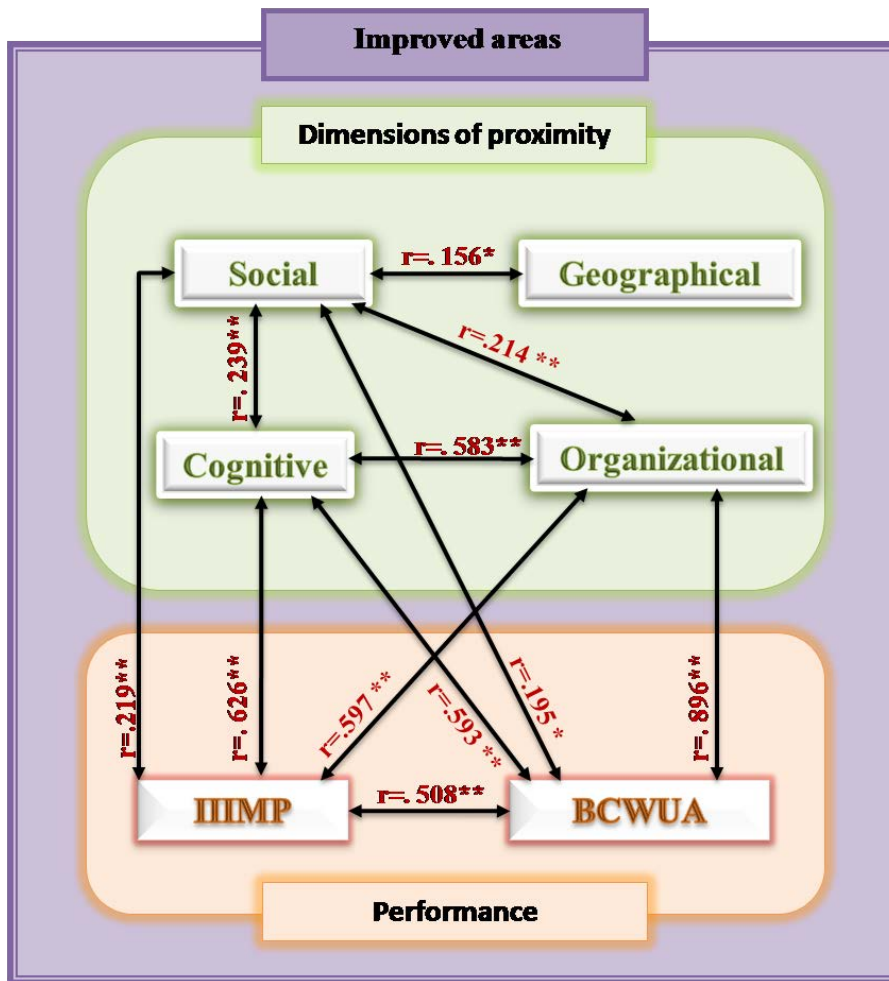 Improved areas
Dimensions of proximity
Social
r=. 156*
Geographical
r=. 239**
r=.214 **
Cognitive
r=. 583**
Organizational
r=.219**
r=. 626**
r=.597 **
r=.593 **
r=.195 *
r=. 896**
IIIMP
r=. 508**
BCWUA
Performance